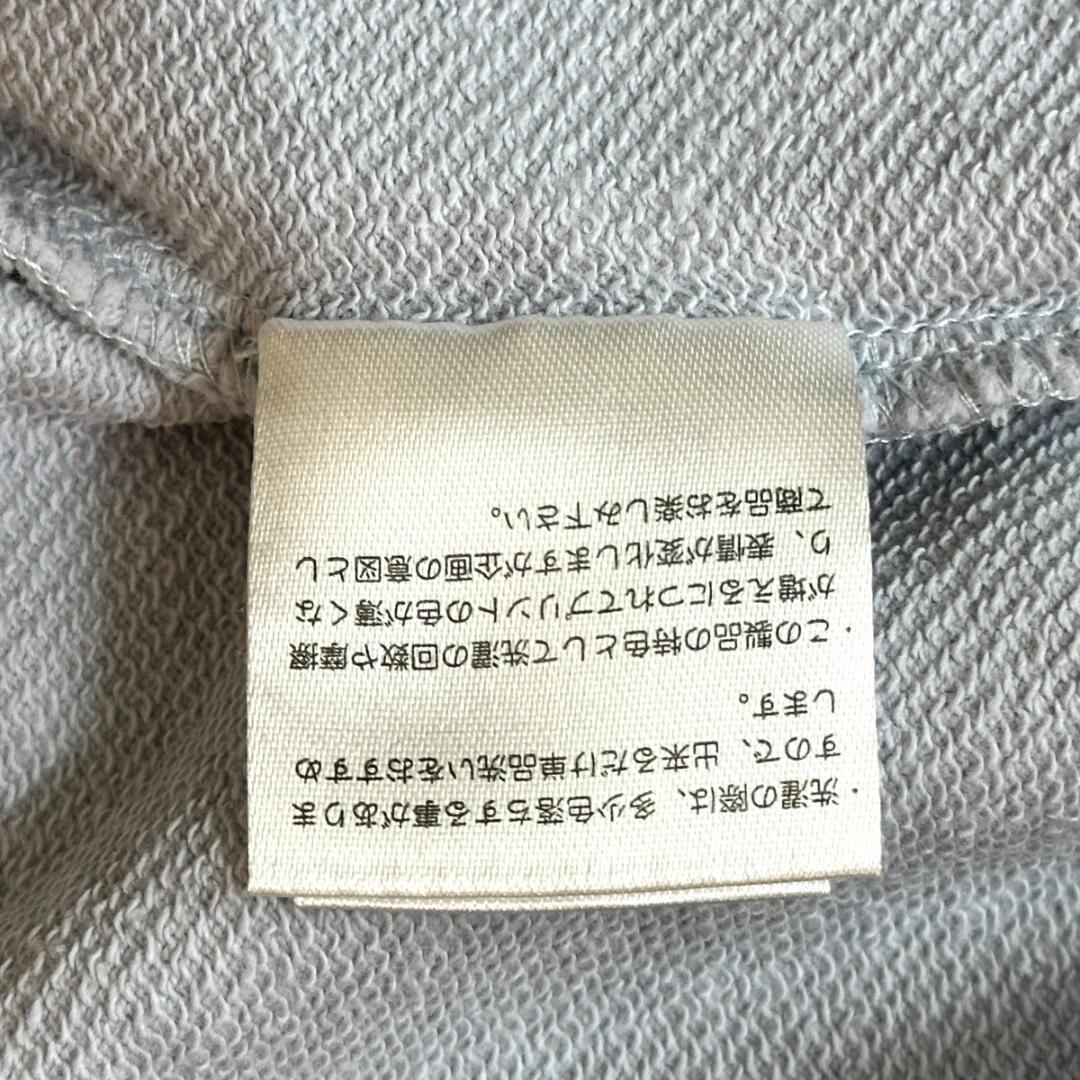 ・洗濯の際は、多少色落ちする事がありま
すので、出来るだけ単品洗いをおすすめ
します。
・この製品の特色として洗濯の回数や摩擦
が増えるにつれてプリントの色が薄くな
り、表情が変化しますが企画の意図とし
て商品をお楽しみ下さい。